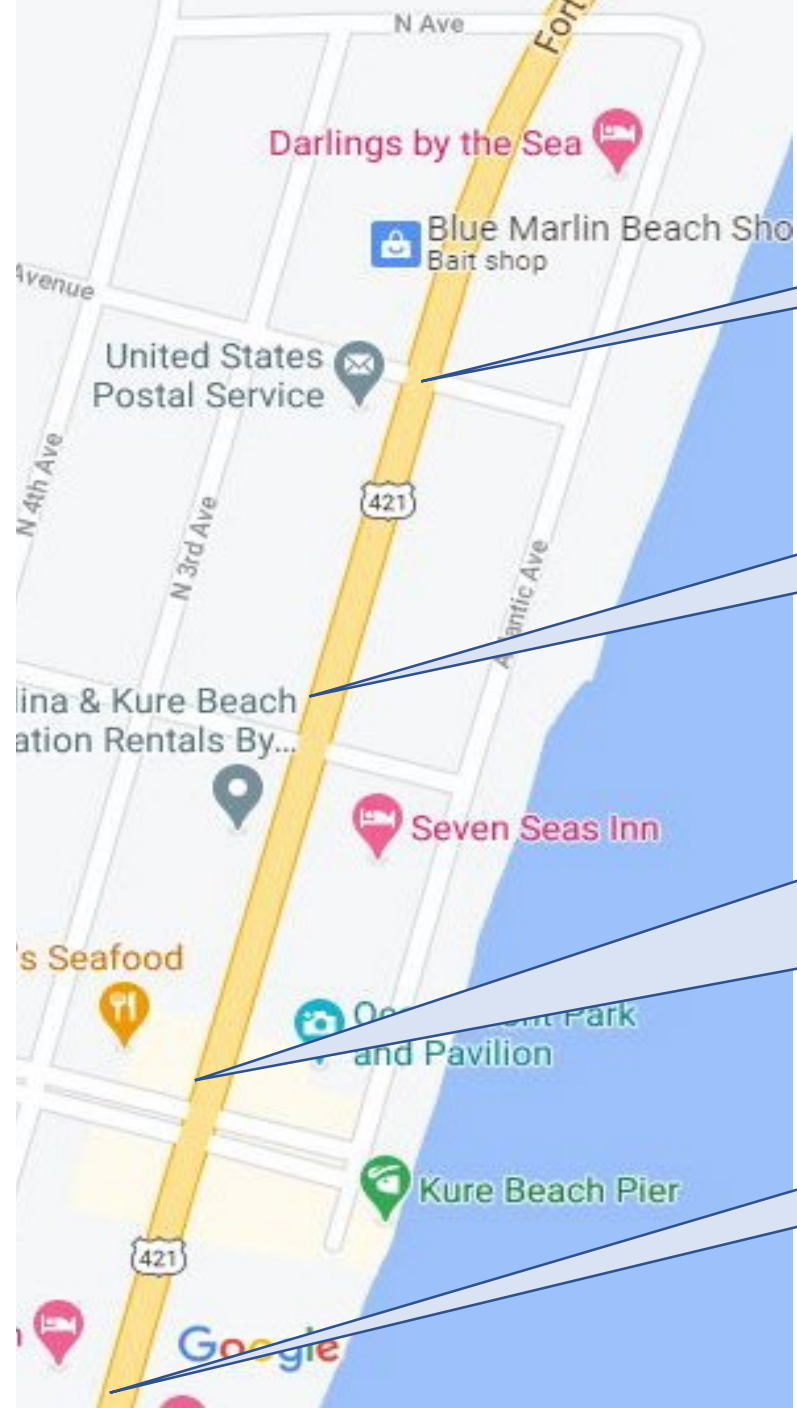 N Ave
Fort
Darlings by the Sea
Blue Marlin Beach Sho
Bait shop
Avenue
United States
Postal Service
N 4th Ave
421
N 3rd Ave
Atlantic Ave
lina & Kure Beach
ation Rentals By...
Seven Seas Inn
s Seafood
Park
and Pavilion
Kure Beach Pier
421
Google